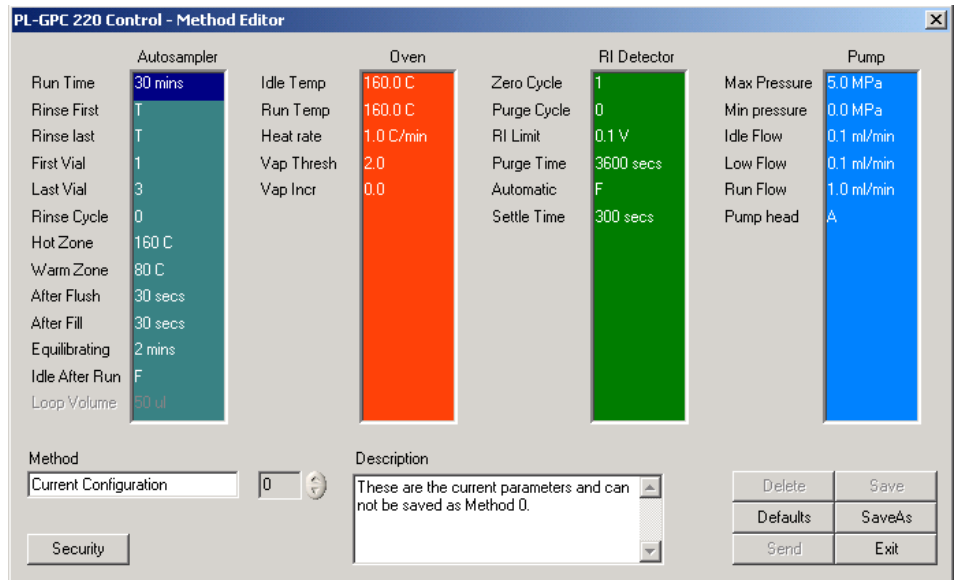 PL-GPC 220 Control - Method Editor
Autosampler
Run Time 30 mins
Rinse First T
Rinse last T
First Vial 1
Last Vial 3
Rinse Cycle 0
Hot Zone 160 C
Warm Zone 80 C
After Flush 30 secs
After Fill 30 secs
Equilibrating 2 mins
Idle After Run F
Loop Volume 50 ul
Oven
Idle Temp 160.0 C
Run Temp 160.0 C
Heat rate 1.0 C/min
Vap Thresh 2.0
Vap Incr 0.0
RI Detector
Zero Cycle 1
Purge Cycle 0
RI Limit 0.1 V
Purge Time 3600 secs
Automatic F
Settle Time 300 secs
Pump
Max Pressure 5.0 MPa
Min pressure 0.0 MPa
Idle Flow 0.1 ml/min
Low Flow 0.1 ml/min
Run Flow 1.0 ml/min
Pump head A
Method
Current Configuration 0
Security
Description
These are the current parameters and can
not be saved as Method 0.
Delete Save
Defaults SaveAs
Send Exit